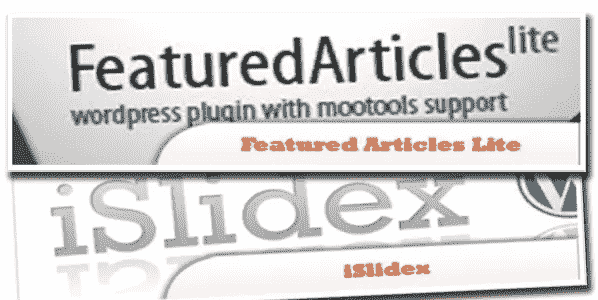 FeaturedArticles lite
wordpress plugin with mootools support
Featured Articles Lite
iSlidex
iSlidex